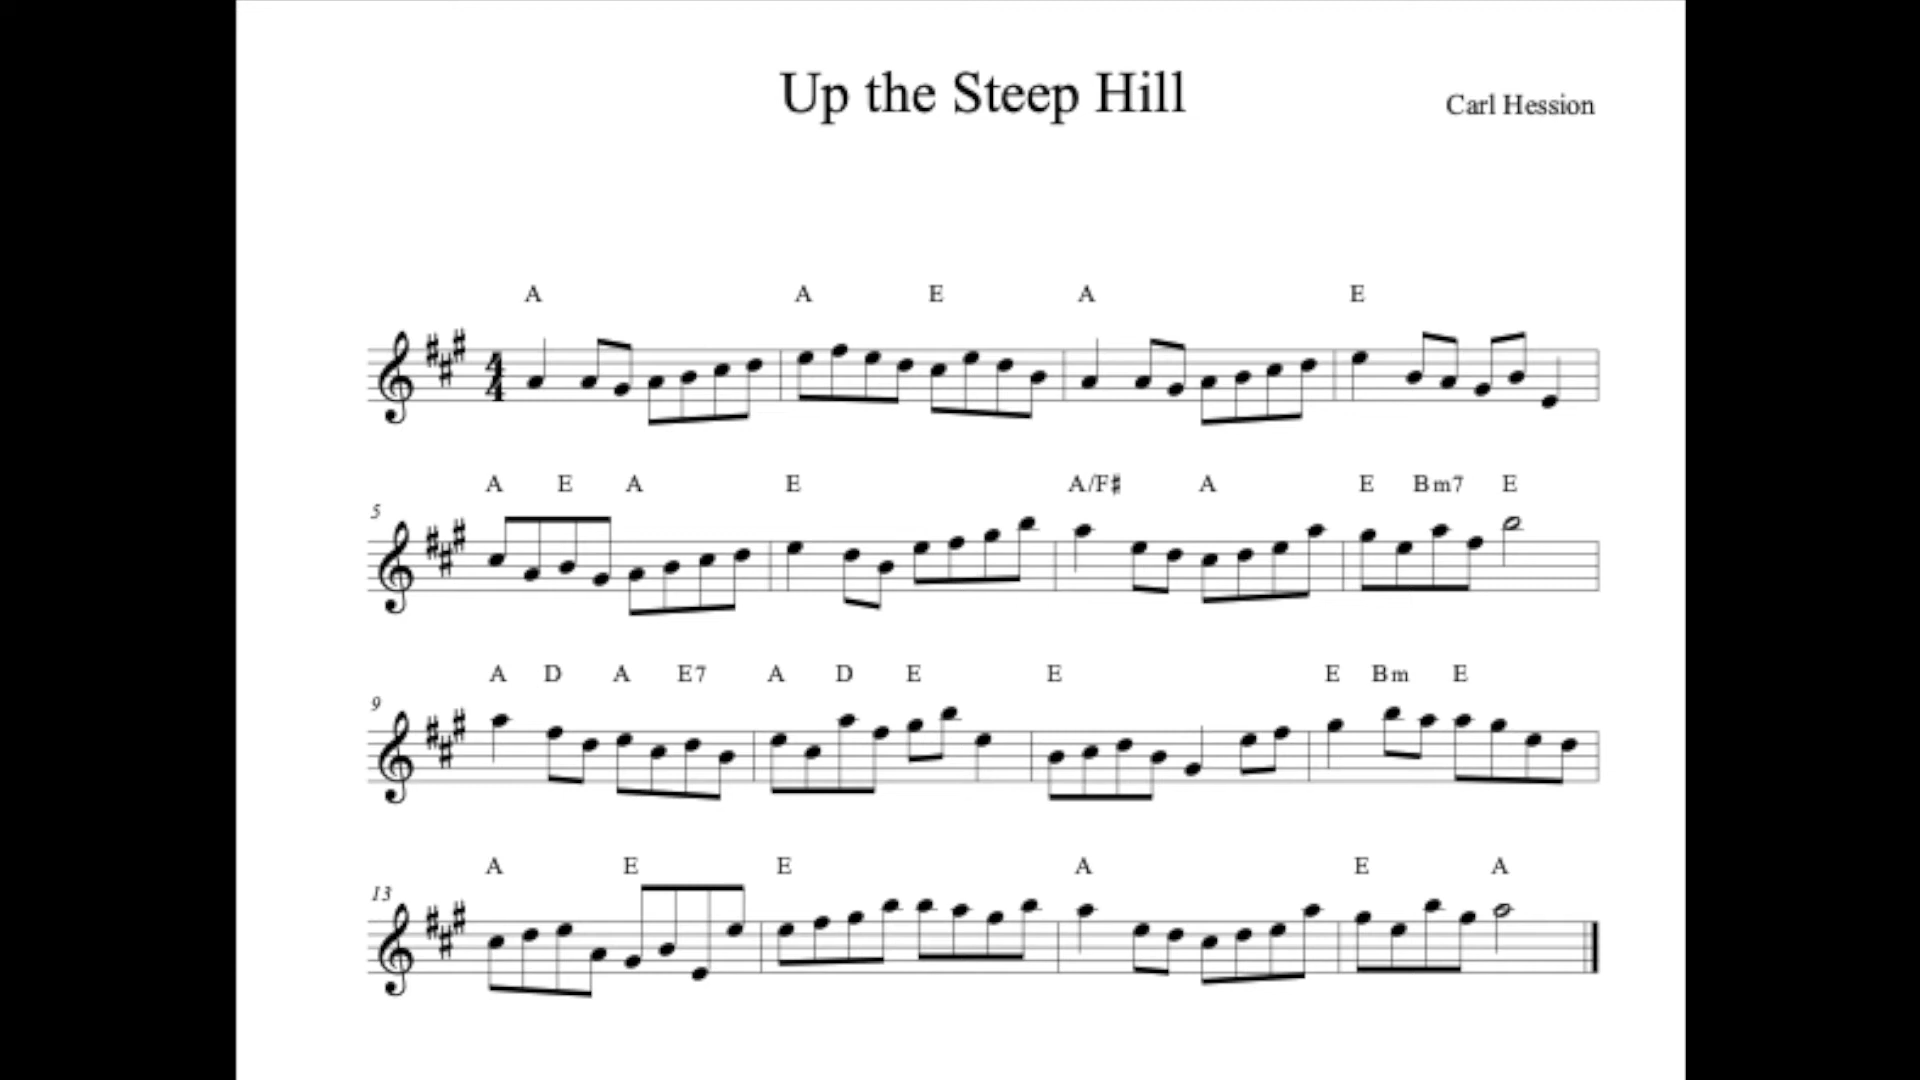 Up the Steep Hill
Carl Hession
A A E A E
4
4
A E A E A/F♯ A E Bm7 E
5
A D A E7 A D E E E Bm E
9
A E E A E A
13